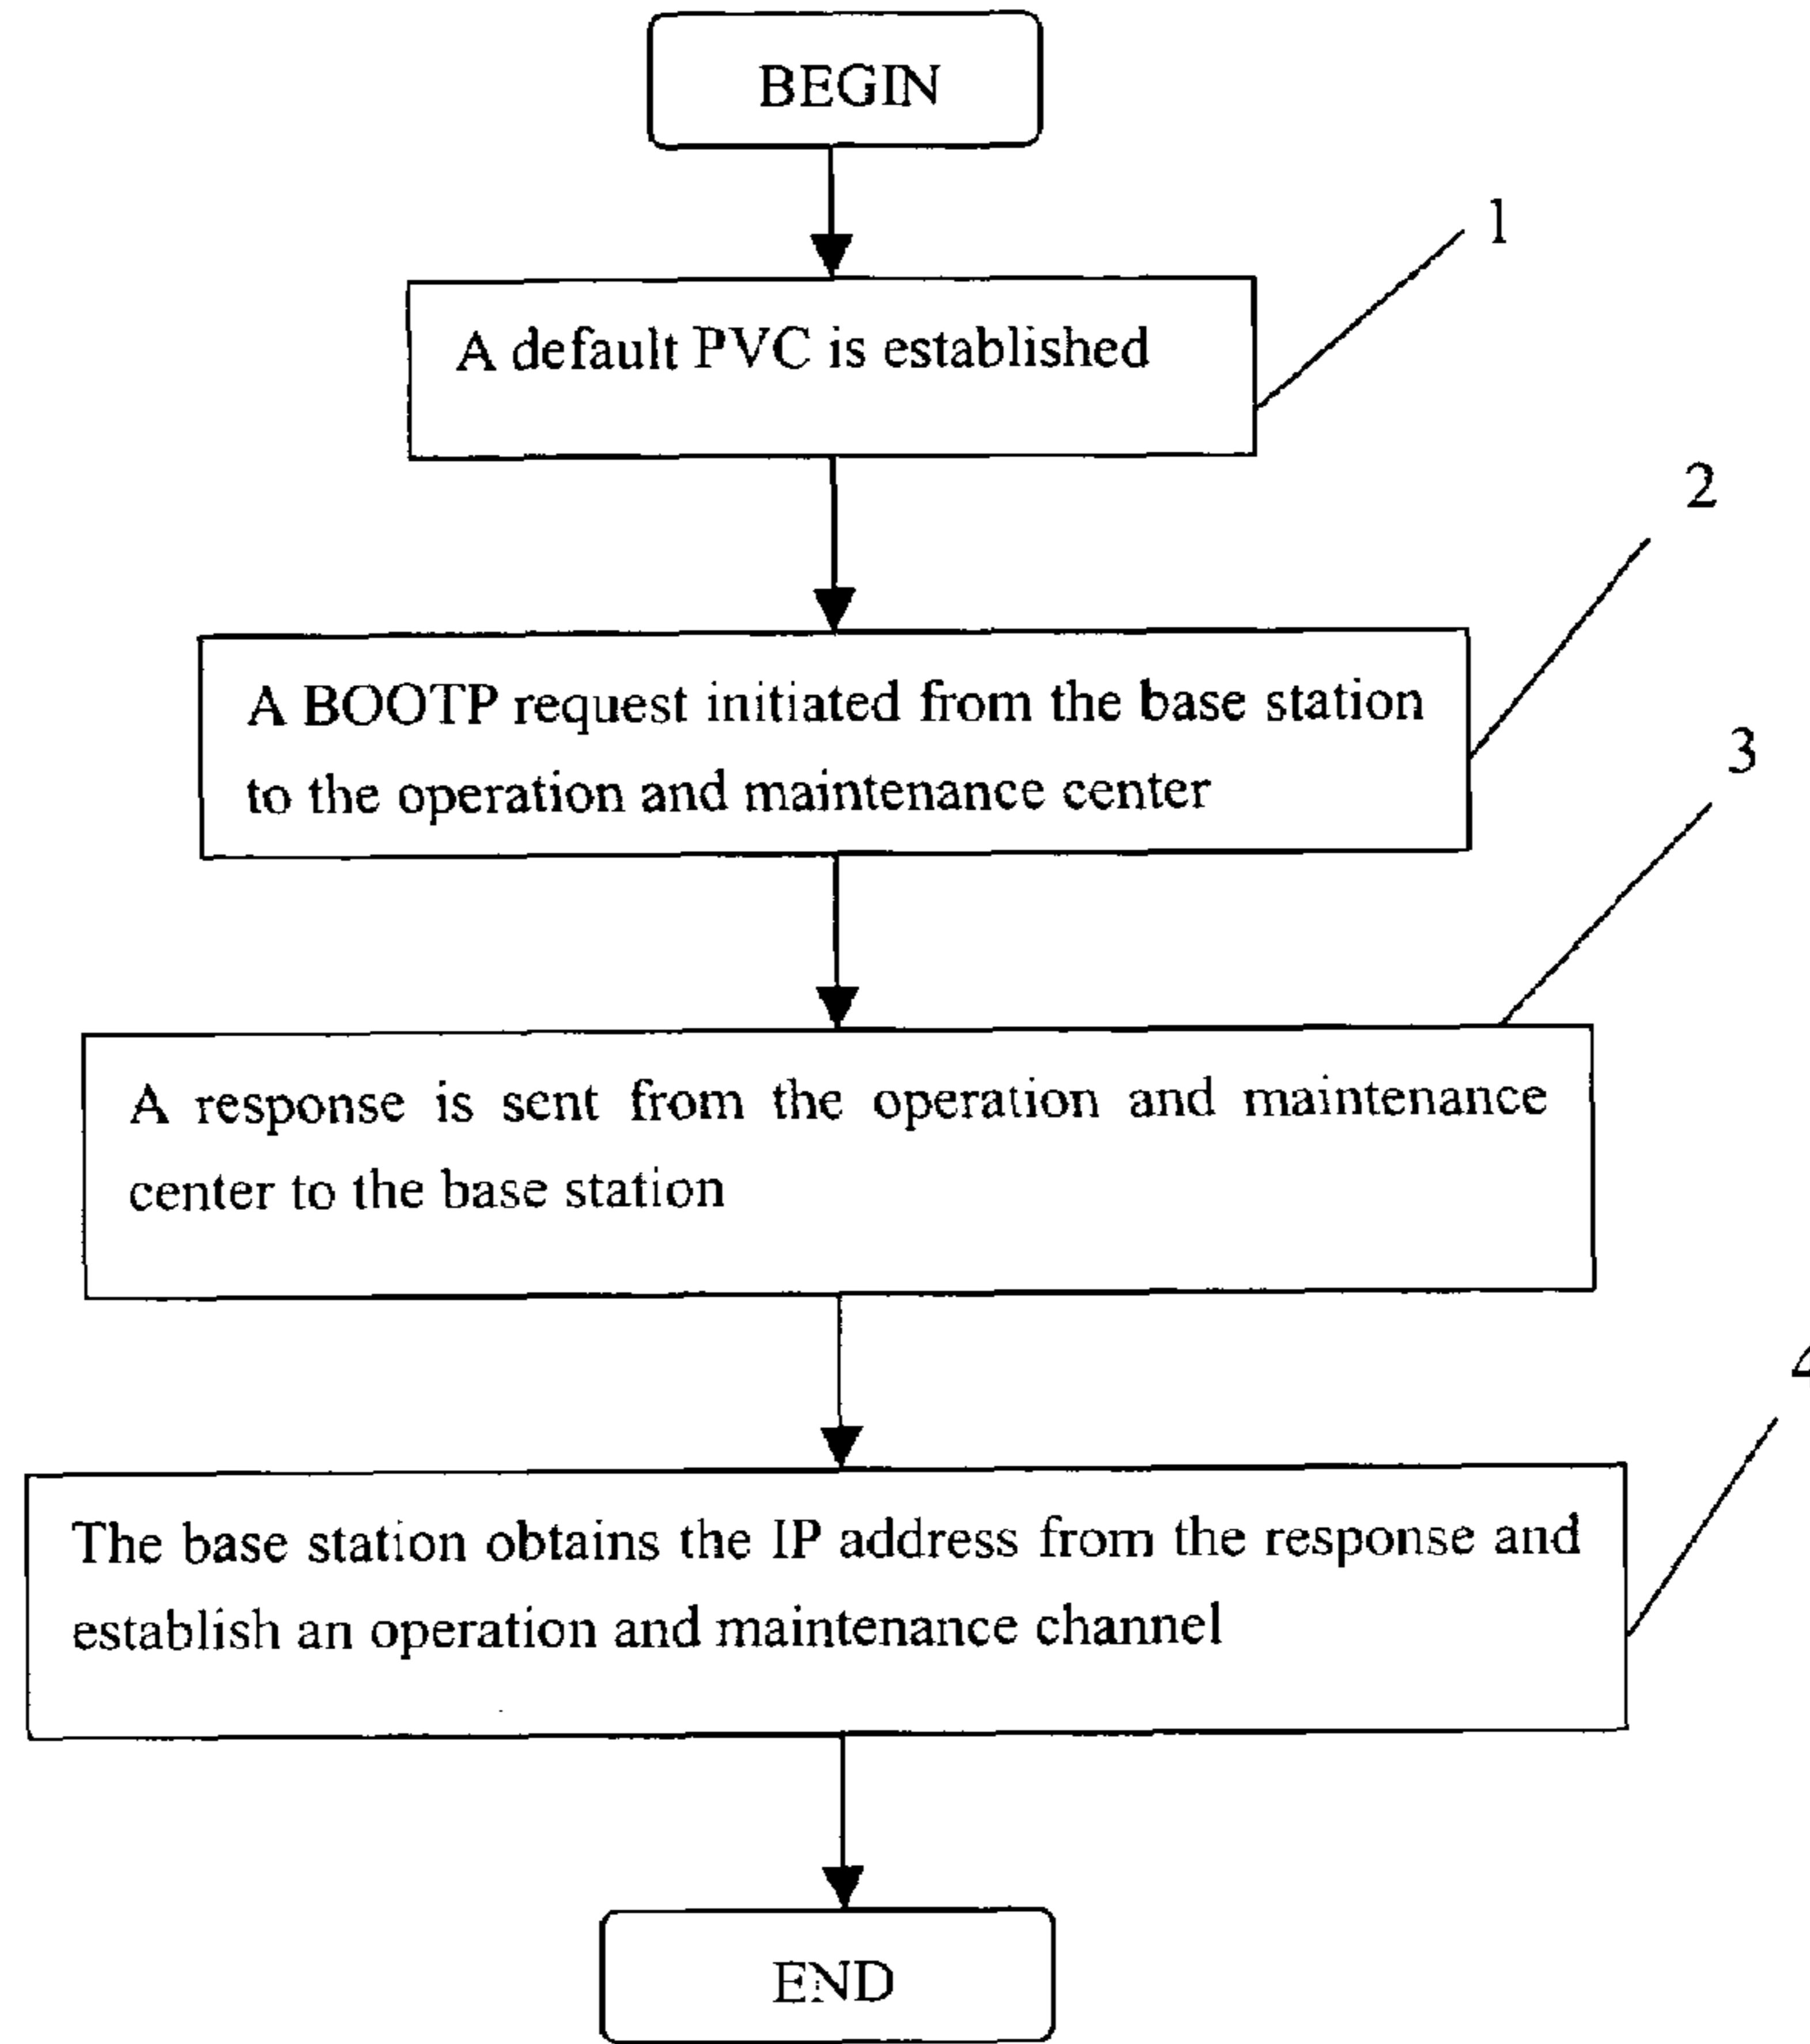 BEGIN
1
A default PVC is established
2
A BOOTP request initiated from the base station
to the operation and maintenance center
3
A response is sent from the operation and maintenance
center to the base station
4
The base station obtains the IP address from the response and
establish an operation and maintenance channel
END